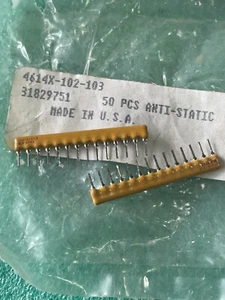 4614X-102-103
31829751 50 PCS ANTI-STATIC
MADE IN U.S.A.